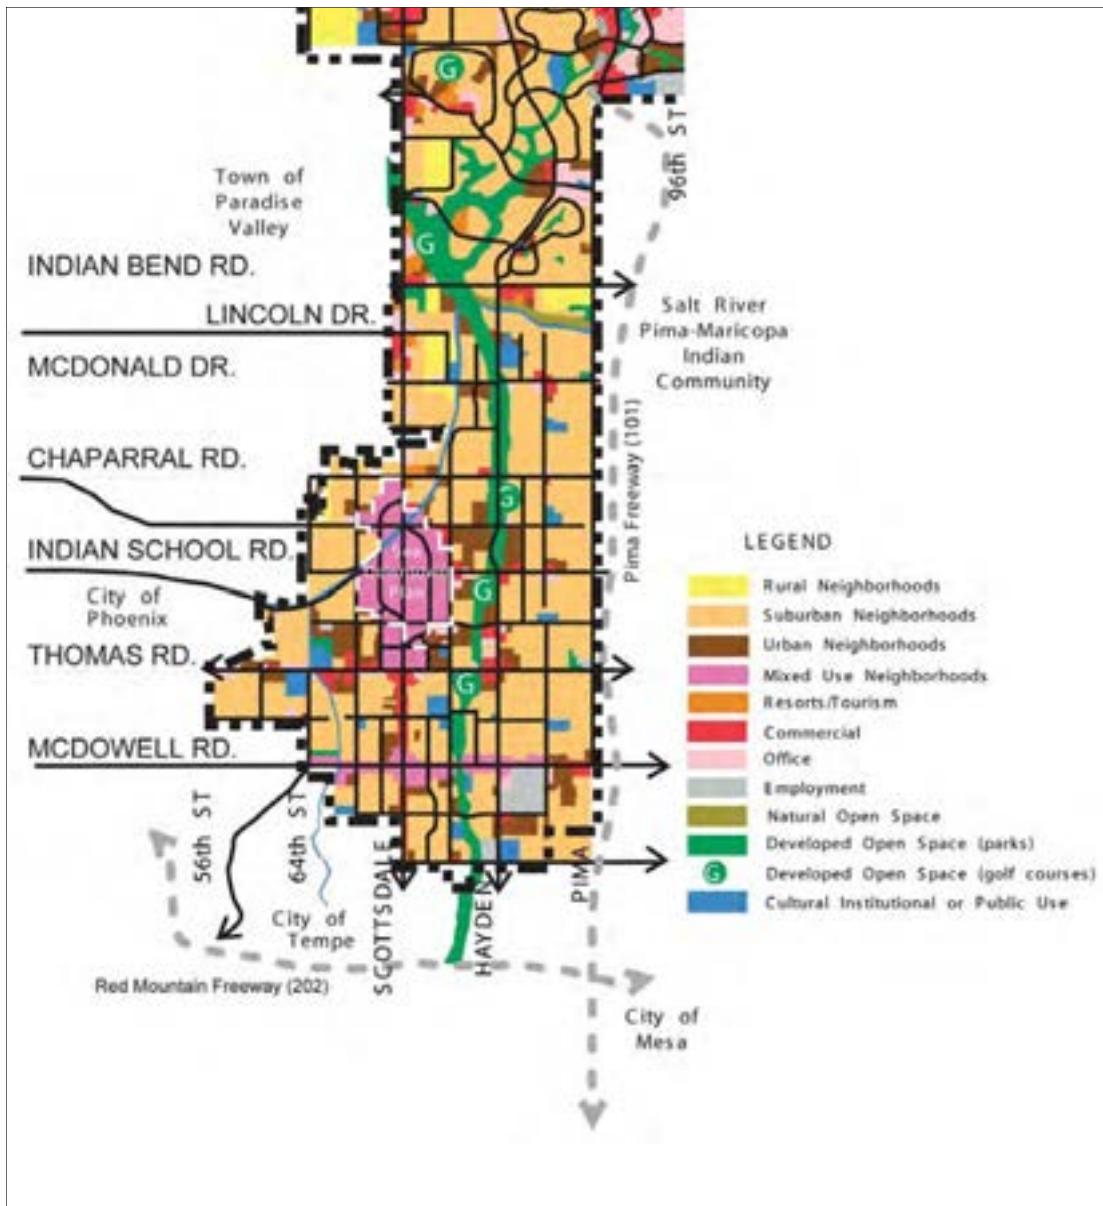 G
96th ST
Town of
Paradise
Valley
G
INDIAN BEND RD.
LINCOLN DR.
Salt River
Pima-Maricopa
Indian
Community
MCDONALD DR.
Pima Freeway (101)
CHAPARRAL RD.
G
INDIAN SCHOOL RD.
City of
Phoenix
Plan
G
THOMAS RD.
G
MCDOWELL RD.
56th ST
64th ST
SCOTTSDALE
HAYDEN
PIMA
City of
Tempe
Red Mountain Freeway (202)
City of
Mesa
LEGEND
Rural Neighborhoods
Suburban Neighborhoods
Urban Neighborhoods
Mixed Use Neighborhoods
Resorts/Tourism
Commercial
Office
Employment
Natural Open Space
Developed Open Space (parks)
G Developed Open Space (golf courses)
Cultural Institutional or Public Use